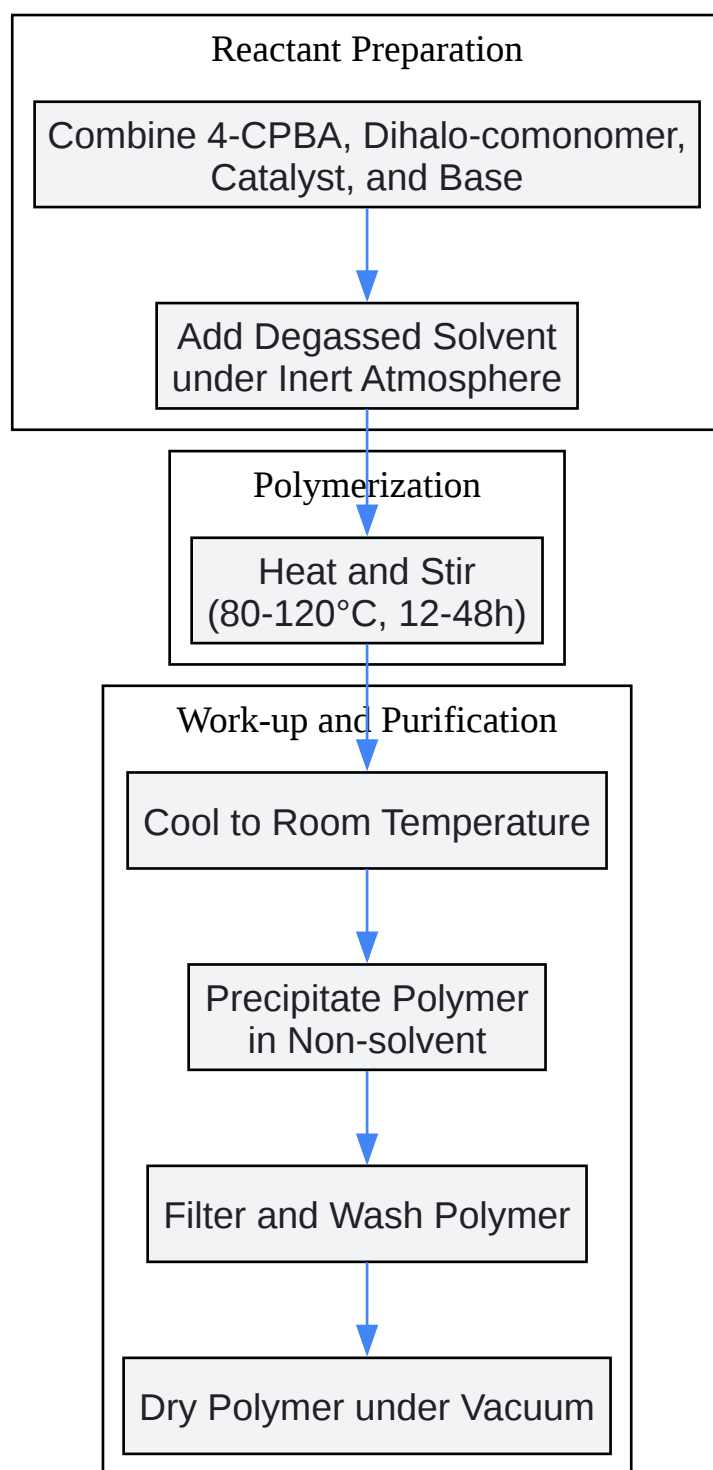 Reactant Preparation
Combine 4-CPBA, Dihalo-comonomer,
Catalyst, and Base
Add Degassed Solvent
under Inert Atmosphere
Polymerization
Heat and Stir
(80-120°C, 12-48h)
Work-up and Purification
Cool to Room Temperature
Precipitate Polymer
in Non-solvent
Filter and Wash Polymer
Dry Polymer under Vacuum